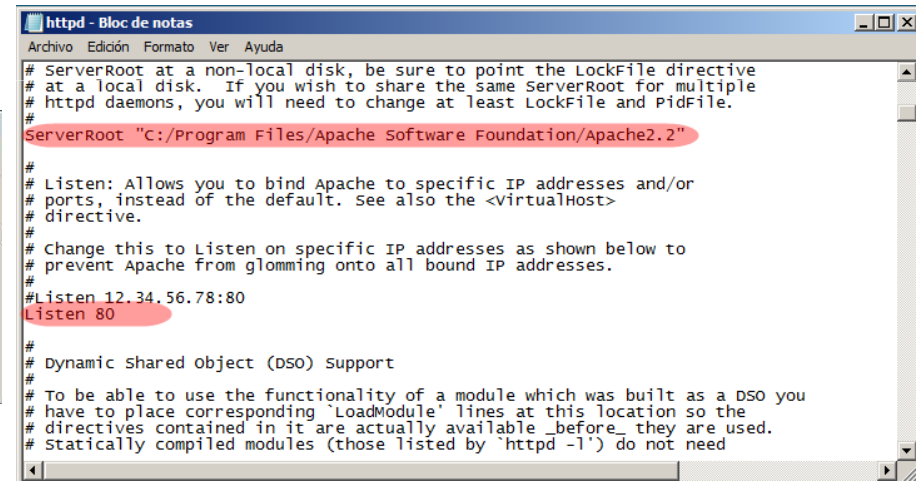 httpd - Bloc de notas
Archivo Edición Formato Ver Ayuda
# ServerRoot at a non-local disk, be sure to point the LockFile directive
# at a local disk.  If you wish to share the same ServerRoot for multiple
# httpd daemons, you will need to change at least LockFile and PidFile.
#
ServerRoot "C:/Program Files/Apache Software Foundation/Apache2.2"
#
# Listen: Allows you to bind Apache to specific IP addresses and/or
# ports, instead of the default. See also the <VirtualHost>
# directive.
#
# Change this to Listen on specific IP addresses as shown below to
# prevent Apache from glomming onto all bound IP addresses.
#
#Listen 12.34.56.78:80
Listen 80
#
# Dynamic Shared Object (DSO) Support
#
# To be able to use the functionality of a module which was built as a DSO you
# have to place corresponding `LoadModule' lines at this location so the
# directives contained in it are actually available _before_ they are used.
# Statically compiled modules (those listed by `httpd -l') do not need